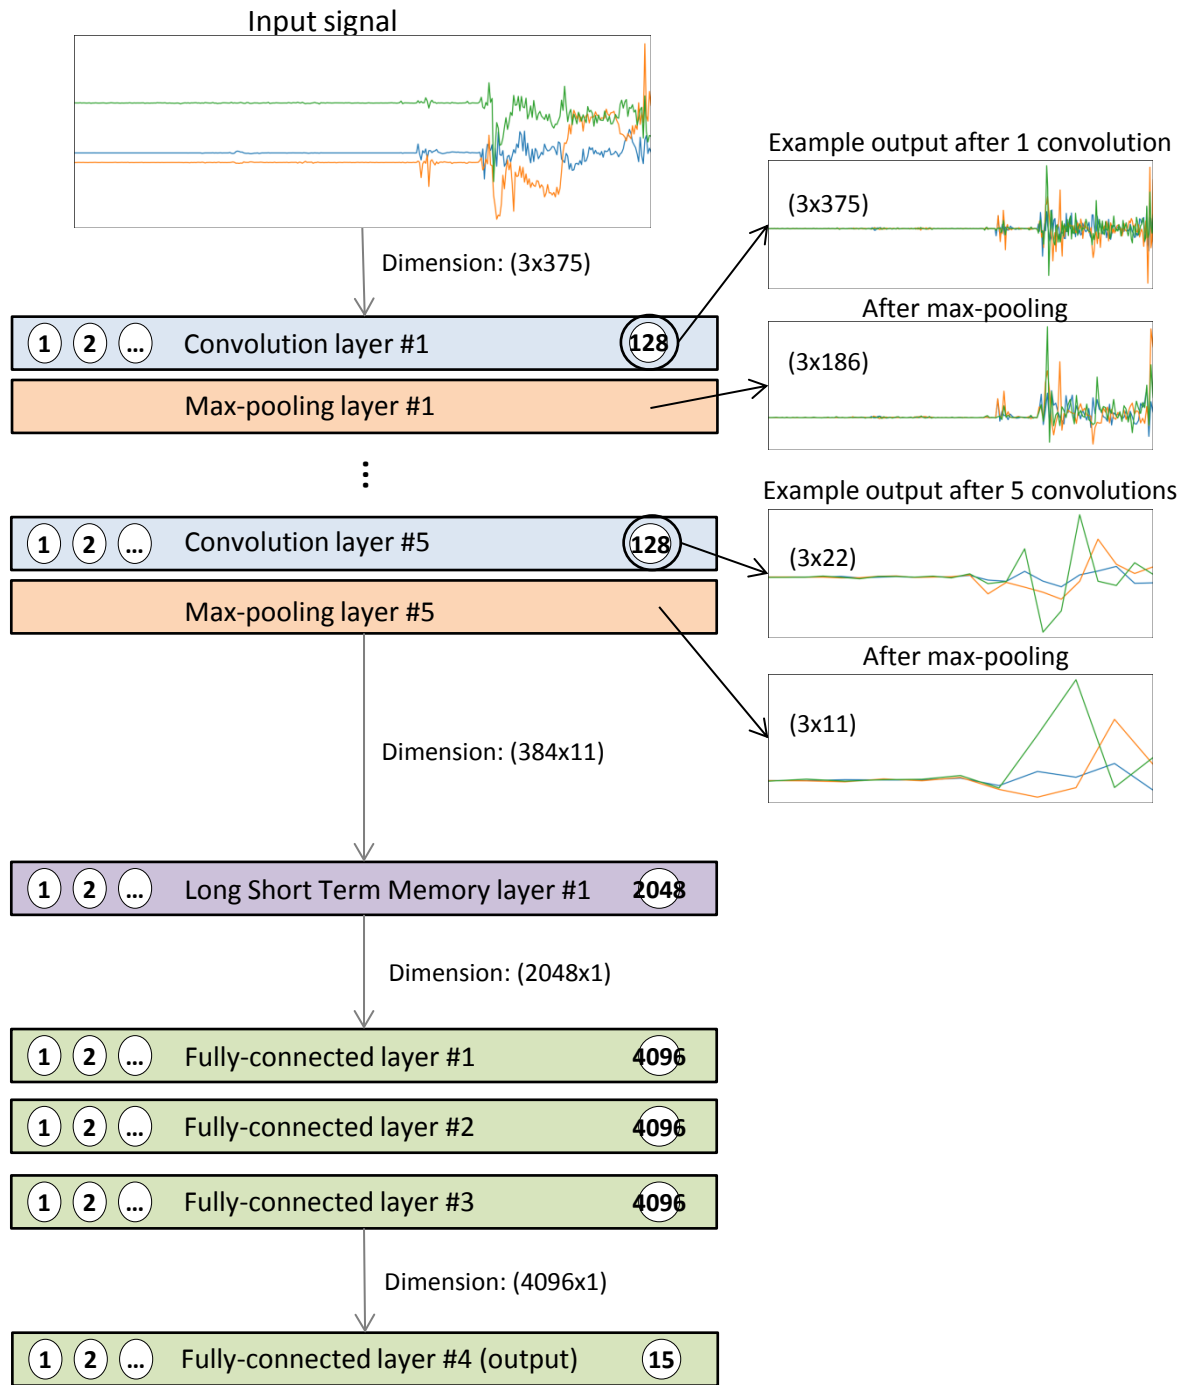 Input signal
Example output after 1 convolution
(3x375)
Dimension: (3x375)
After max-pooling
1 2 ... Convolution layer #1 128
(3x186)
Max-pooling layer #1
⋮
Example output after 5 convolutions
1 2 ... Convolution layer #5 128
(3x22)
Max-pooling layer #5
After max-pooling
(3x11)
Dimension: (384x11)
1 2 ... Long Short Term Memory layer #1 2048
Dimension: (2048x1)
1 2 ... Fully-connected layer #1 4096
1 2 ... Fully-connected layer #2 4096
1 2 ... Fully-connected layer #3 4096
Dimension: (4096x1)
1 2 ... Fully-connected layer #4 (output) 15